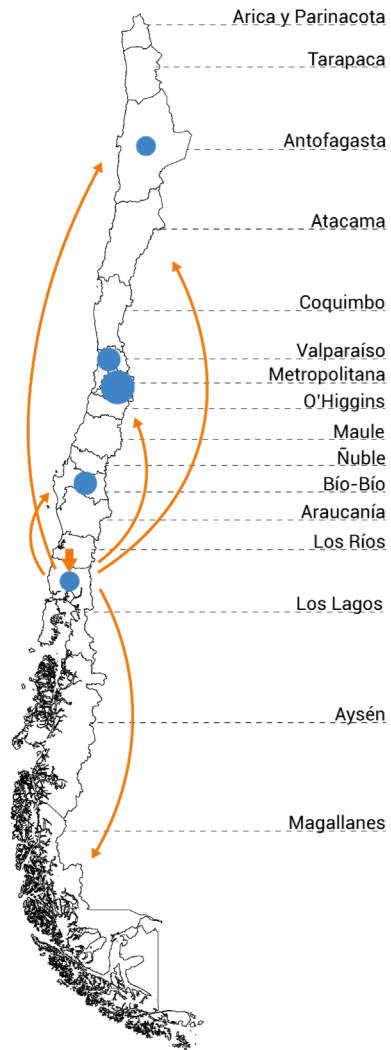 Arica y Parinacota
Tarapaca
Antofagasta
Atacama
Coquimbo
Valparaíso
Metropolitana
O'Higgins
Maule
Ñuble
Bío-Bío
Araucanía
Los Ríos
Los Lagos
Aysén
Magallanes